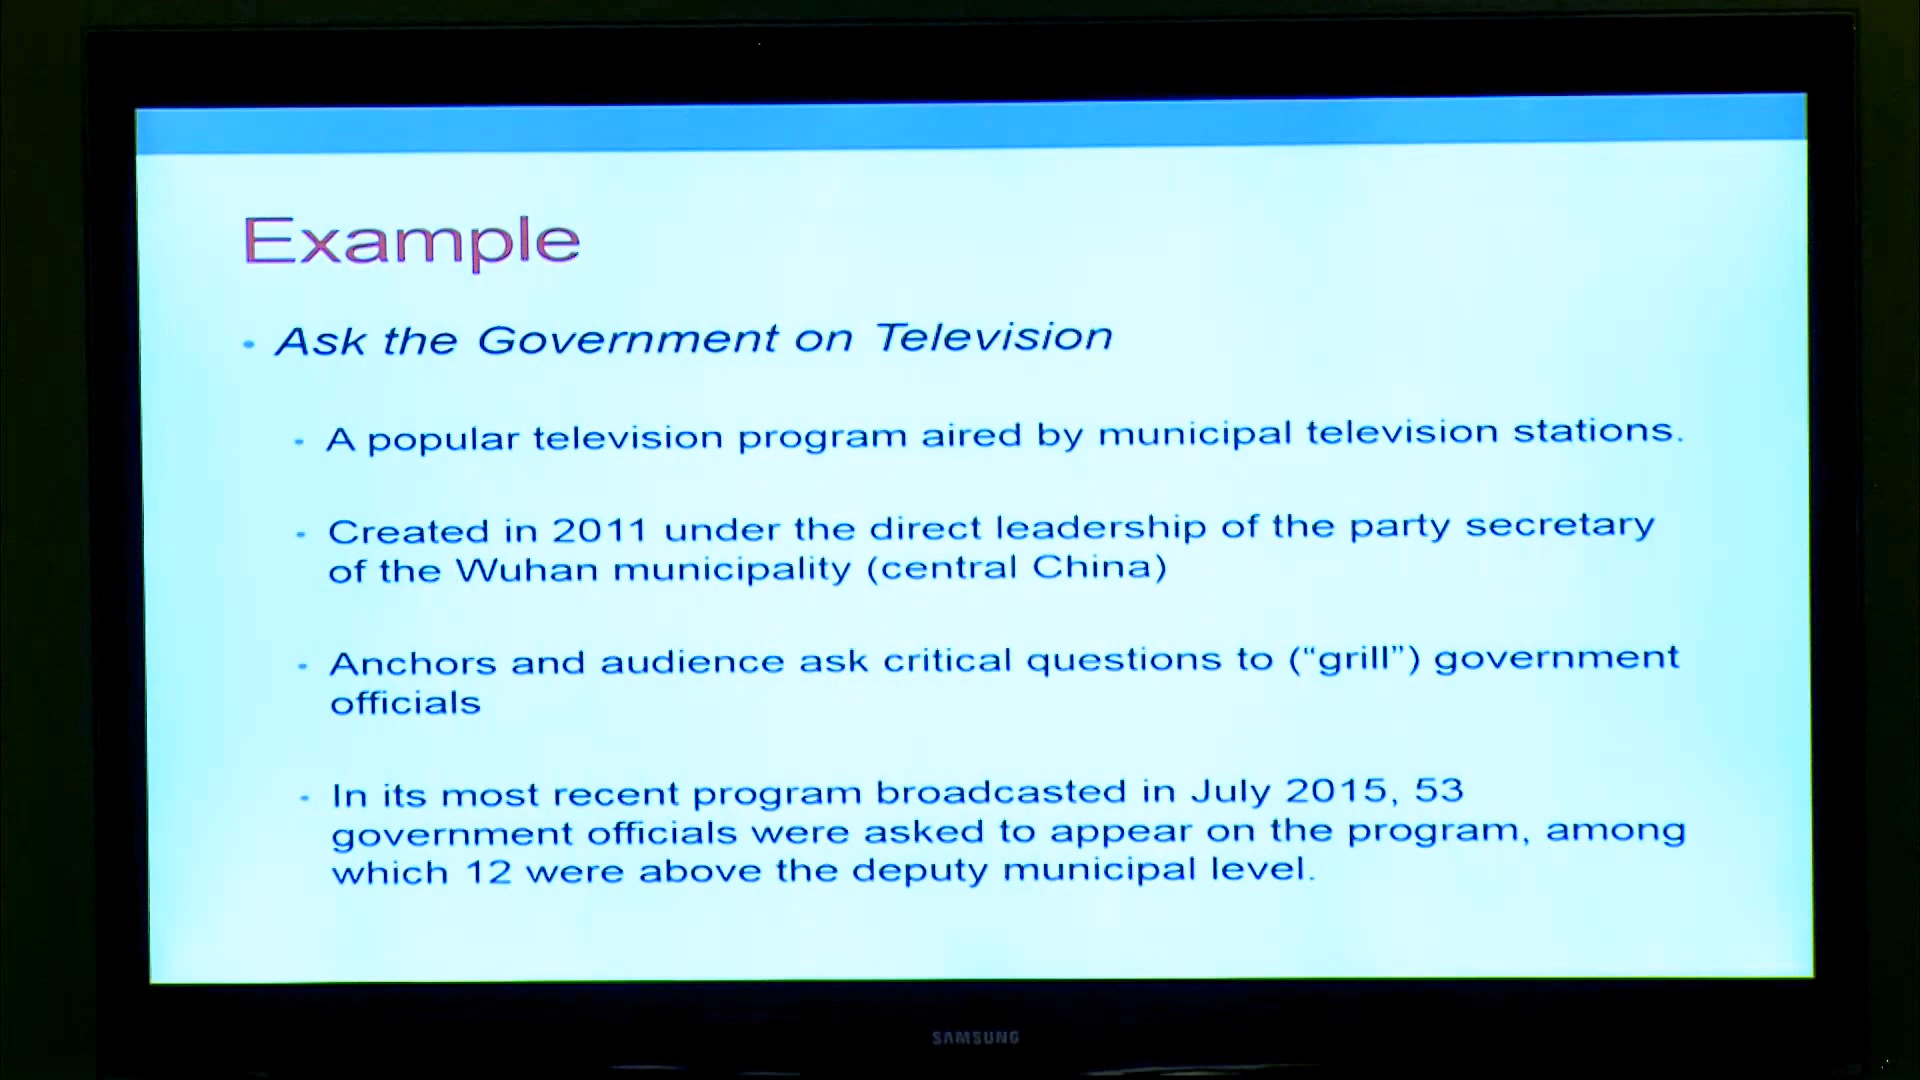 Example
• Ask the Government on Television
• A popular television program aired by municipal television stations.
• Created in 2011 under the direct leadership of the party secretary
of the Wuhan municipality (central China)
• Anchors and audience ask critical questions to (“grill”) government
officials
• In its most recent program broadcasted in July 2015, 53
government officials were asked to appear on the program, among
which 12 were above the deputy municipal level.
SAMSUNG